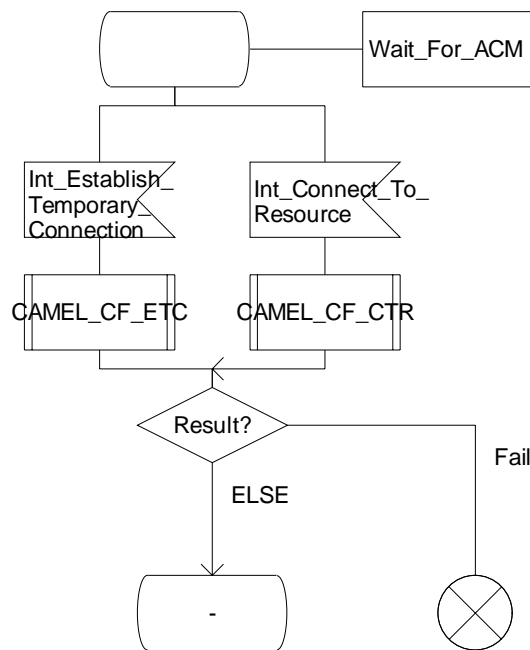 Wait_For_ACM
Int_Establish_
Temporary_
Connection
Int_Connect_To_
Resource
CAMEL_CF_ETC
CAMEL_CF_CTR
Result?
Fail
ELSE
-